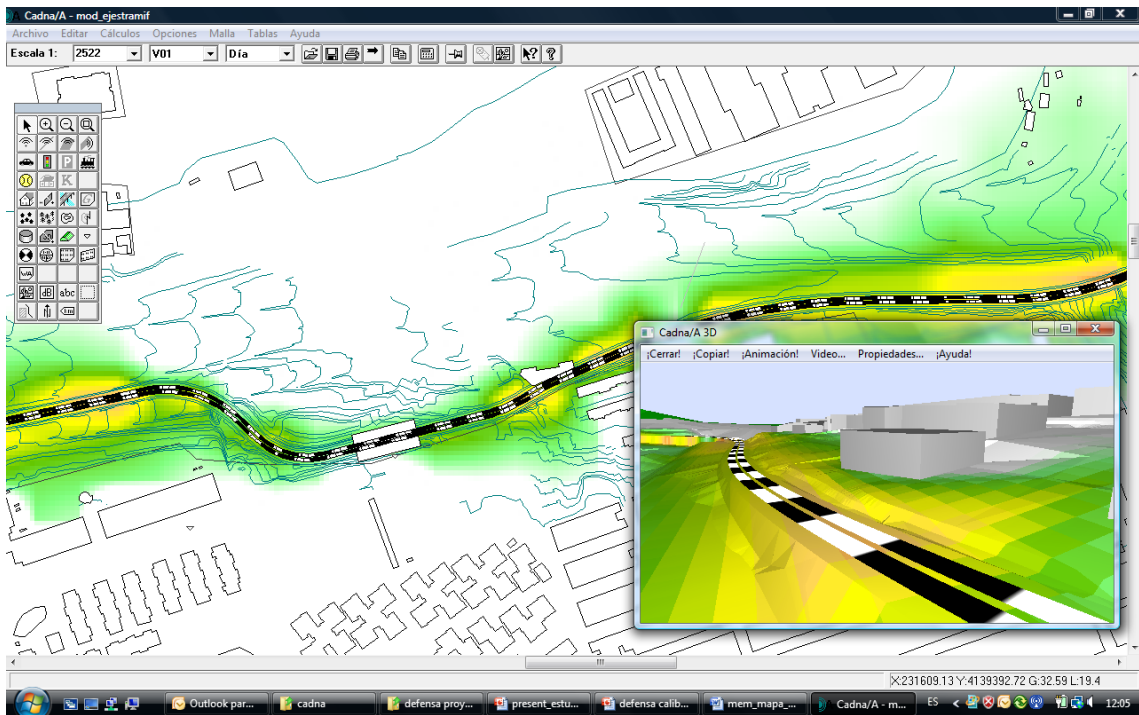 Cadna/A - mod_ejestramif
Archivo Editar Cálculos Opciones Malla Tablas Ayuda
Escala 1: 2522 V01 Día
P
K
VVA
dB abc
Cadna/A 3D
¡Cerrar! ¡Copiar! ¡Animación! Video... Propiedades... ¡Ayuda!
X:231609.13 Y:4139392.72 G:32.59 L:19.4
Outlook par... cadna defensa proy... present_estu... defensa calib... mem_mapa_... Cadna/A - m... ES 12:05